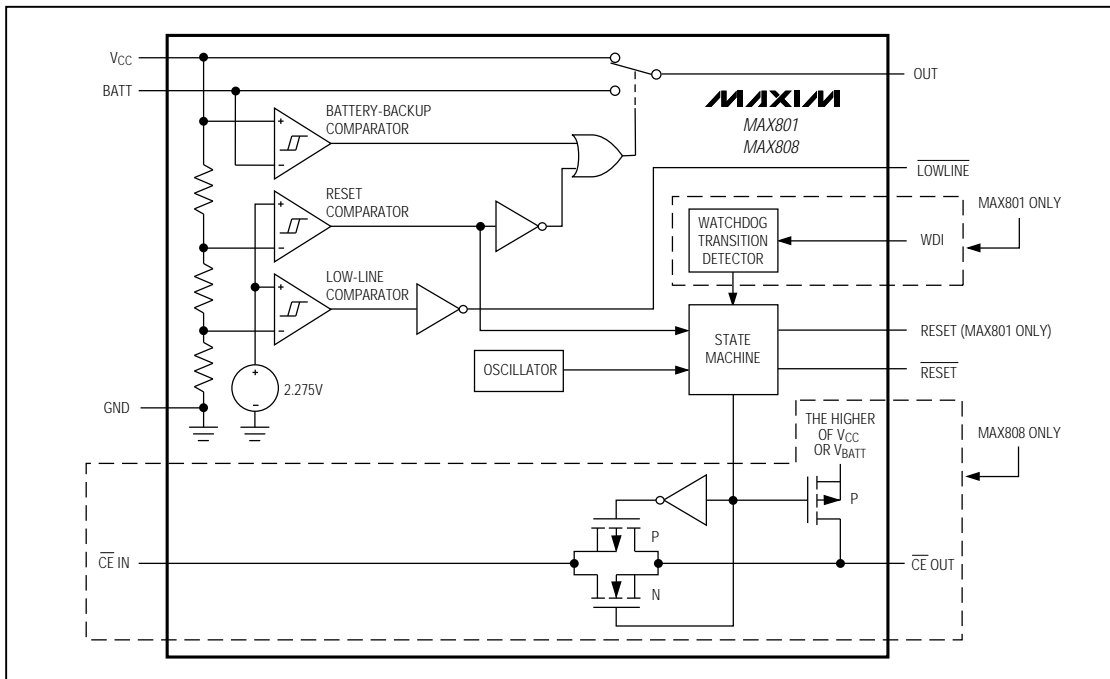 VCC
BATT
OUT
BATTERY-BACKUP
COMPARATOR
+
−
MAXIM
MAX801
MAX808
LOWLINE
RESET
COMPARATOR
+
−
WATCHDOG
TRANSITION
DETECTOR
MAX801 ONLY
WDI
LOW-LINE
COMPARATOR
+
−
STATE
MACHINE
RESET (MAX801 ONLY)
OSCILLATOR
RESET
+
−
2.275V
GND
THE HIGHER
OF VCC
OR VBATT
MAX808 ONLY
P
P
CE IN
CE OUT
N